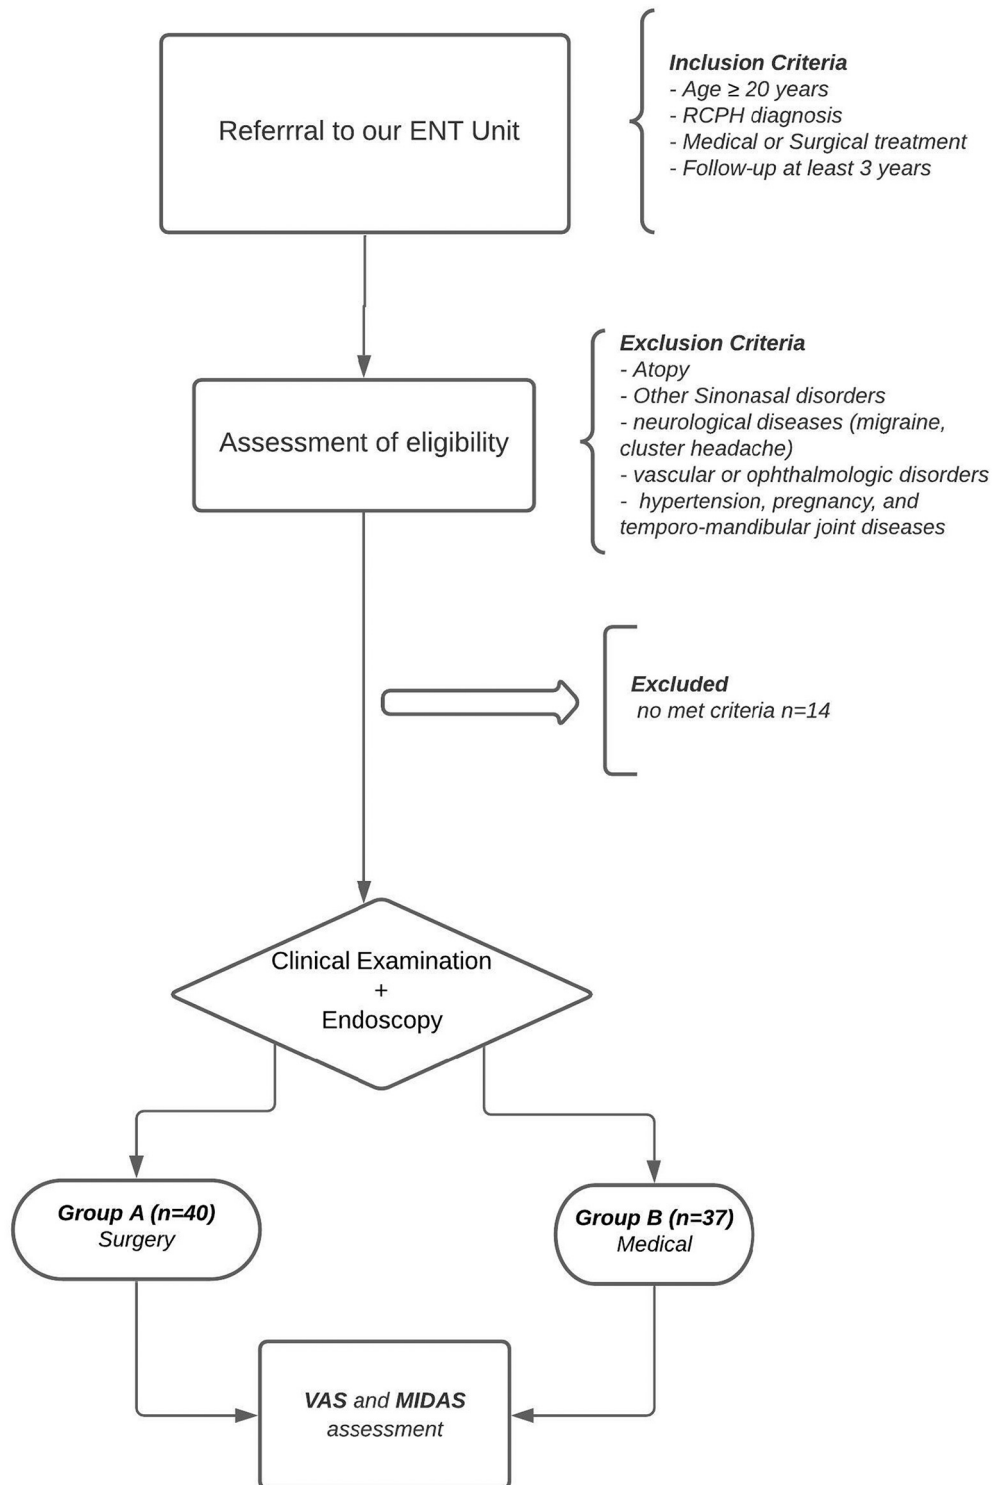 Referrral to our ENT Unit
Inclusion Criteria
- Age ≥ 20 years
- RCPH diagnosis
- Medical or Surgical treatment
- Follow-up at least 3 years
Assessment of eligibility
Exclusion Criteria
- Atopy
- Other Sinonasal disorders
- neurological diseases (migraine,
cluster headache)
- vascular or ophthalmologic disorders
- hypertension, pregnancy, and
temporo-mandibular joint diseases
Excluded
no met criteria n=14
Clinical Examination
+
Endoscopy
Group A (n=40)
Surgery
Group B (n=37)
Medical
VAS and MIDAS
assessment